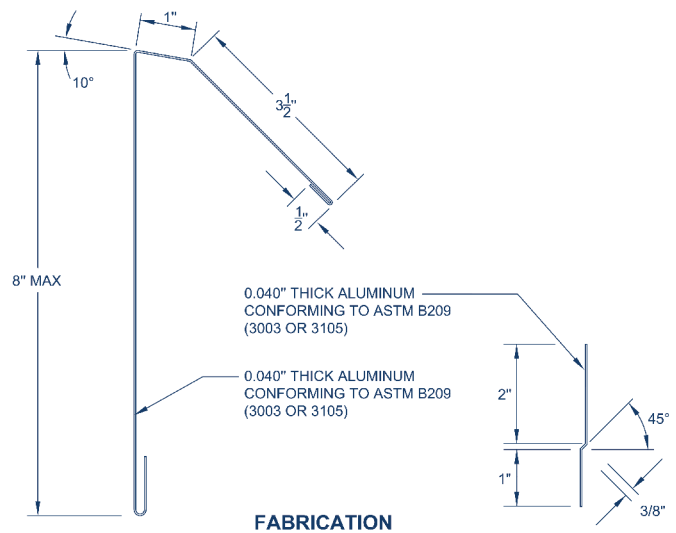 1"
10°
3 1/2"
1/2"
8" MAX
0.040" THICK ALUMINUM
CONFORMING TO ASTM B209
(3003 OR 3105)
2"
0.040" THICK ALUMINUM
CONFORMING TO ASTM B209
(3003 OR 3105)
45°
1"
3/8"
FABRICATION